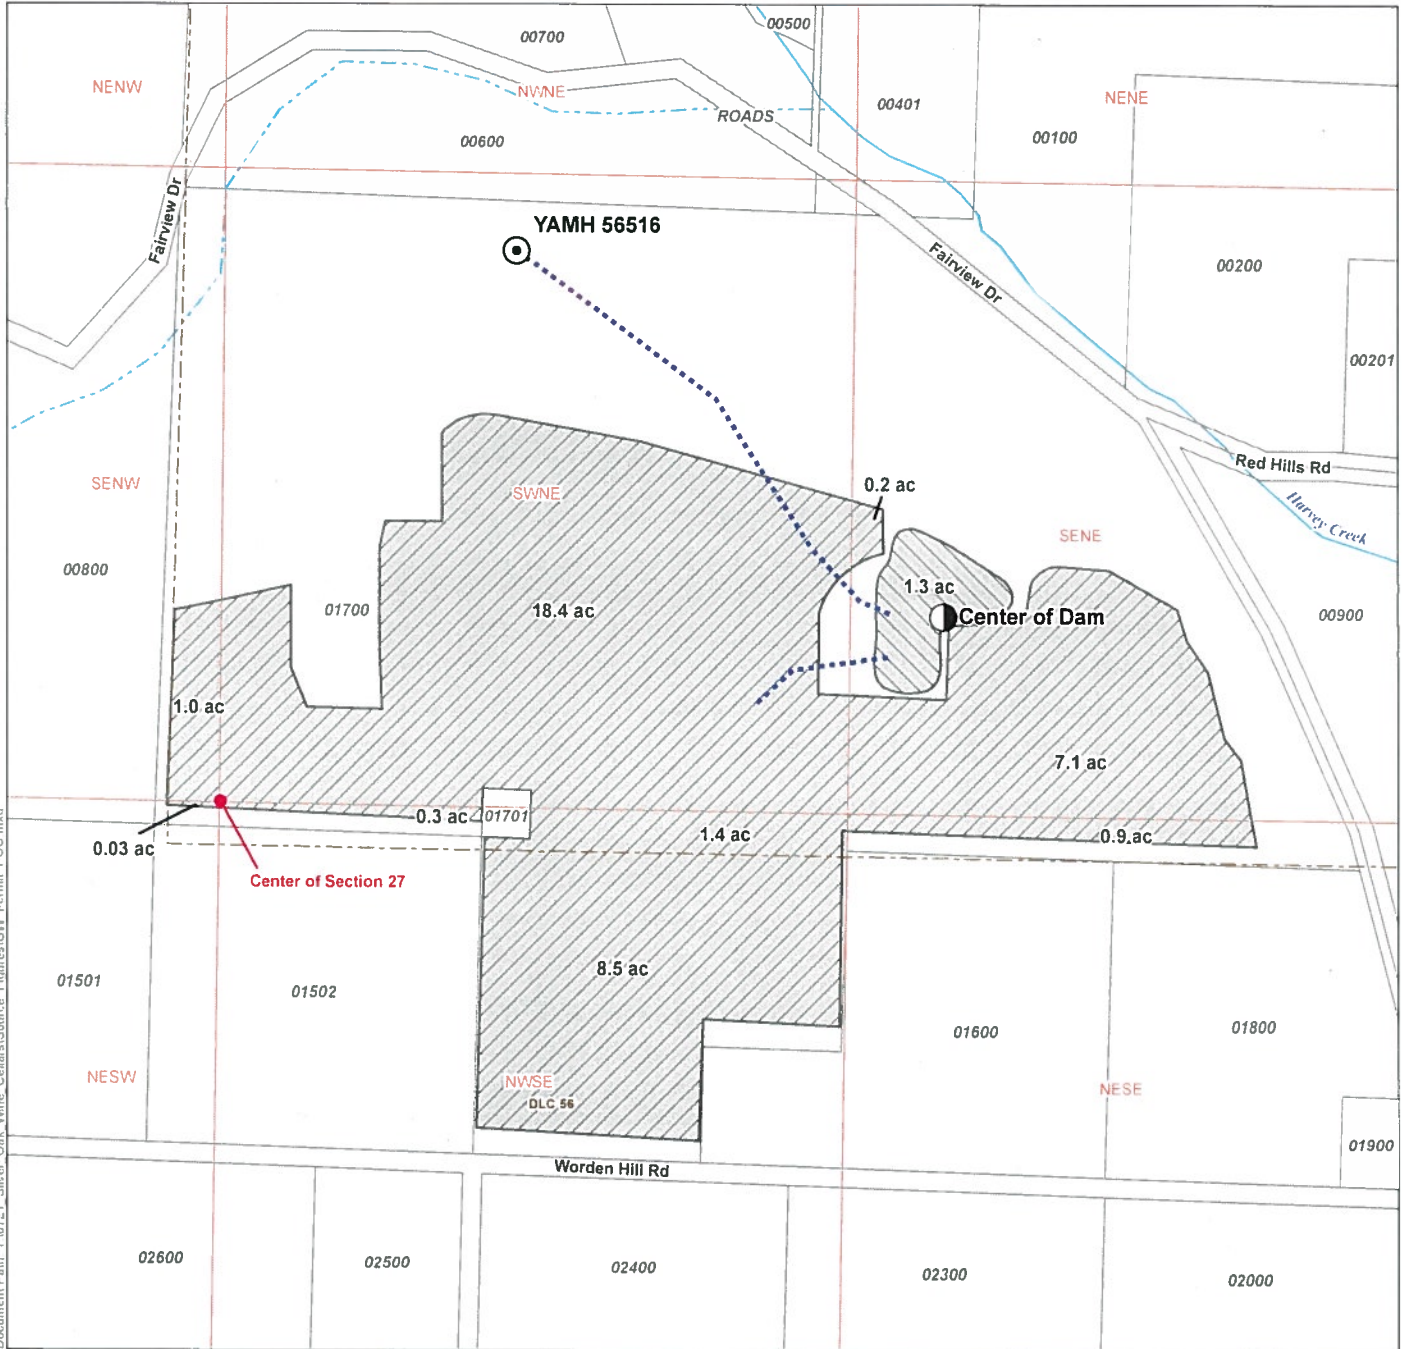 00500
00700
NENW
NWNE
NENE
00401
ROADS
00100
00600
Fairview Dr
YAMH 56516
Fairview Dr
00200
00201
Red Hills Rd
SENW
SWNE
0.2 ac
Harvey Creek
SENE
00800
1.3 ac
01700
18.4 ac
Center of Dam
00900
1.0 ac
7.1 ac
0.3 ac
01701
1.4 ac
0.9 ac
0.03 ac
Center of Section 27
8.5 ac
01501
01502
01600
01800
NESW
NWSE
NESE
DLC 56
01900
Worden Hill Rd
02600
02500
02400
02300
02000